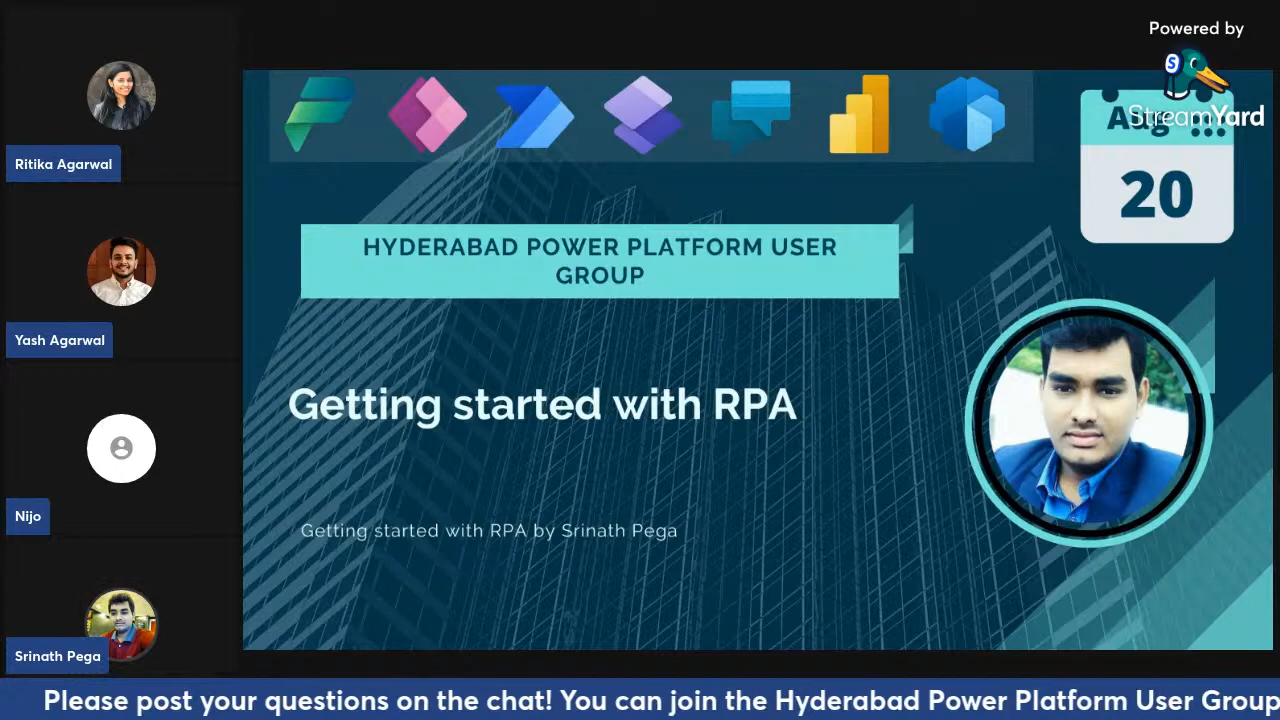 Powered by
StreamYard
Ritika Agarwal
Yash Agarwal
Nijo
Srinath Pega
Aug
20
HYDERABAD POWER PLATFORM USER
GROUP
Getting started with RPA
Getting started with RPA by Srinath Pega
Please post your questions on the chat! You can join the Hyderabad Power Platform User Group